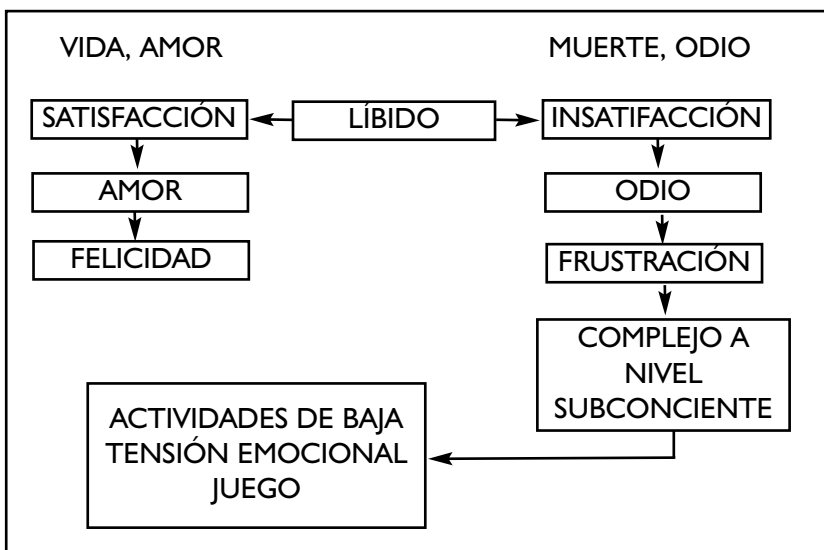 VIDA, AMOR
MUERTE, ODIO
SATISFACCIÓN
LÍBIDO
INSATIFACCIÓN
AMOR
ODIO
FELICIDAD
FRUSTRACIÓN
COMPLEJO A
NIVEL
SUBCONCIENTE
ACTIVIDADES DE BAJA
TENSIÓN EMOCIONAL
JUEGO